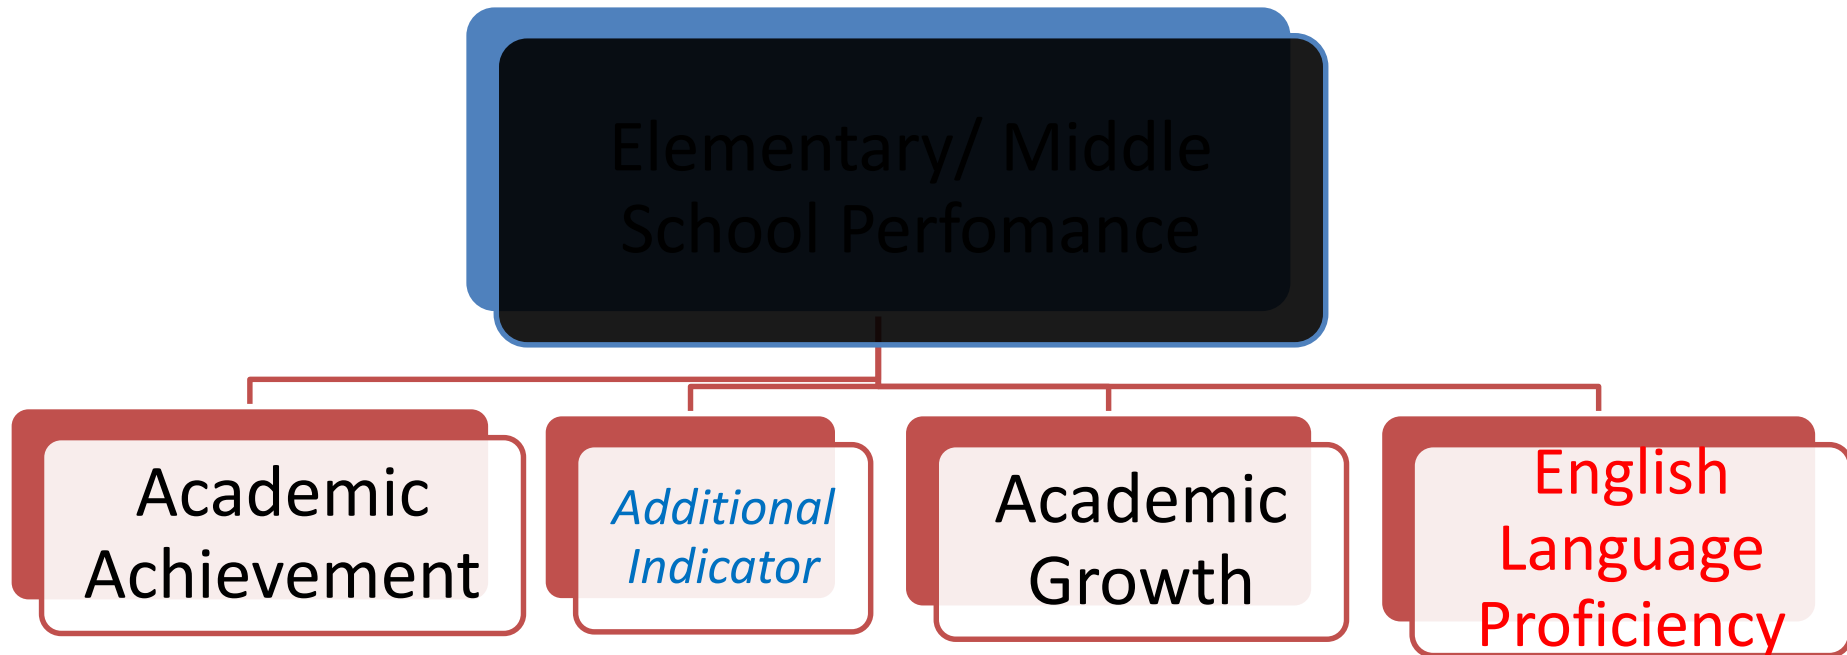 Elementary/ Middle
School Perfomance
Academic
Achievement
Additional
Indicator
Academic
Growth
English
Language
Proficiency